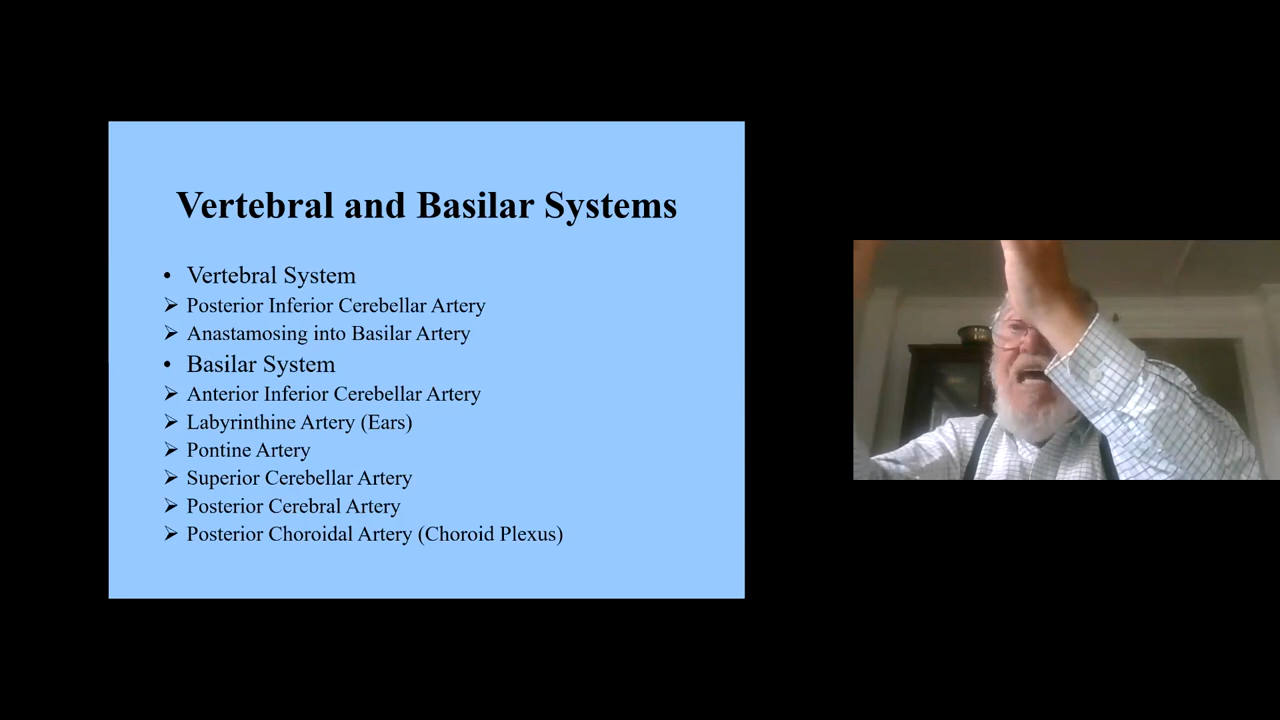 Vertebral and Basilar Systems
• Vertebral System
➢ Posterior Inferior Cerebellar Artery
➢ Anastamosing into Basilar Artery
• Basilar System
➢ Anterior Inferior Cerebellar Artery
➢ Labyrinthine Artery (Ears)
➢ Pontine Artery
➢ Superior Cerebellar Artery
➢ Posterior Cerebral Artery
➢ Posterior Choroidal Artery (Choroid Plexus)